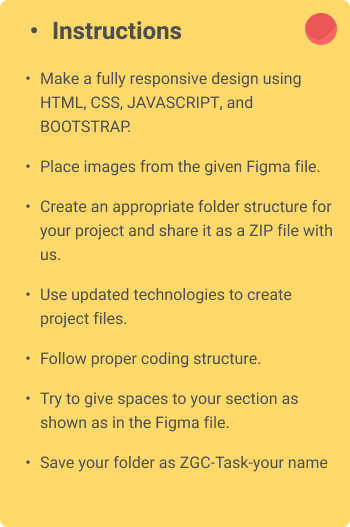 • Instructions
• Make a fully responsive design using
HTML, CSS, JAVASCRIPT, and
BOOTSTRAP.
• Place images from the given Figma file.
• Create an appropriate folder structure for
your project and share it as a ZIP file with
us.
• Use updated technologies to create
project files.
• Follow proper coding structure.
• Try to give spaces to your section as
shown as in the Figma file.
• Save your folder as ZGC-Task-your name